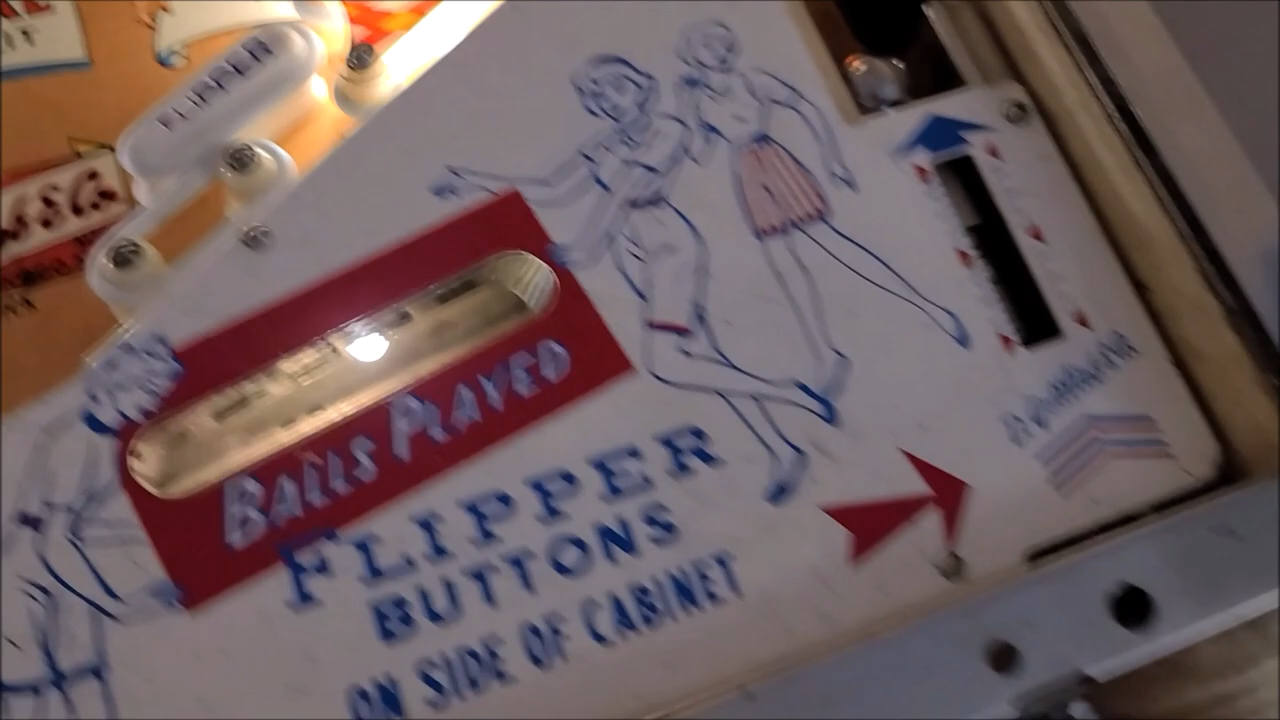 FLIPPER
BALLS PLAYED
FLIPPER
BUTTONS
ON SIDE OF CABINET